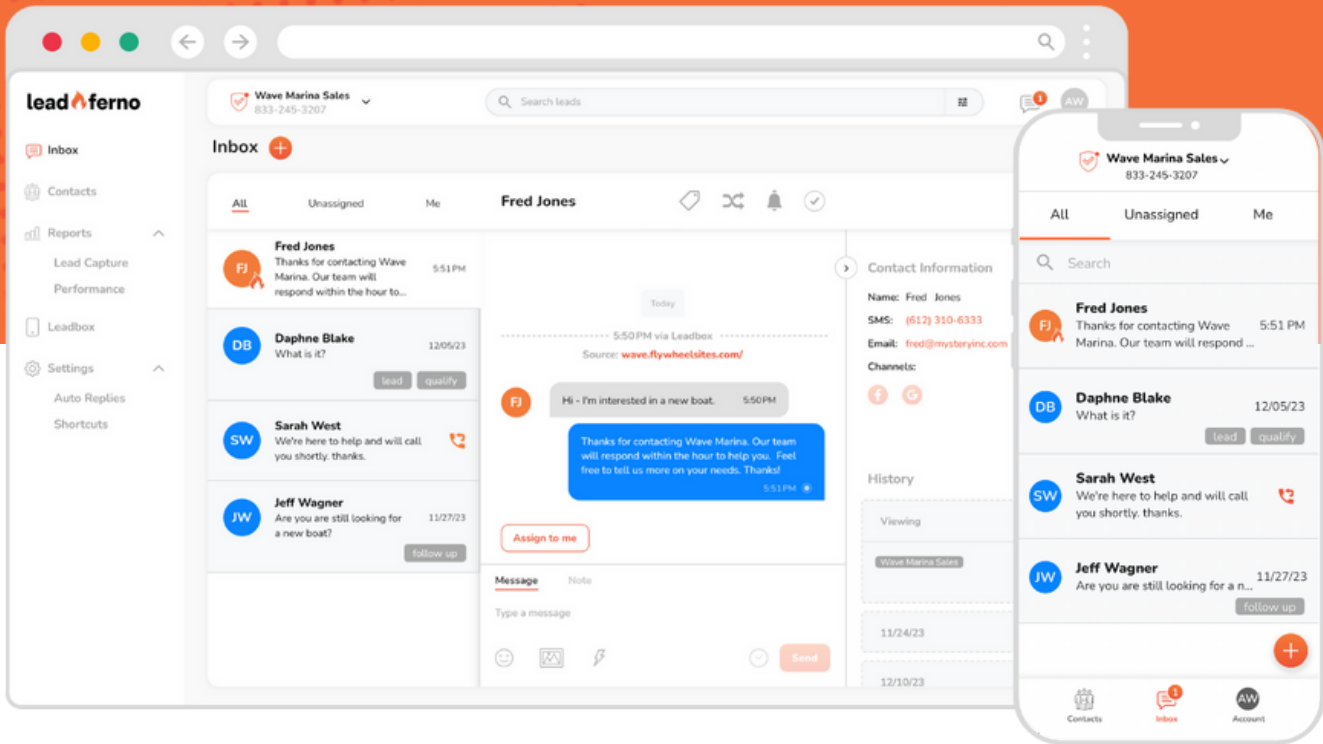 leadferno
Inbox
Contacts
Reports
Lead Capture
Performance
Leadbox
Settings
Auto Replies
Shortcuts
Wave Marina Sales
833-245-3207
Search leads
1
AW
Inbox
All Unassigned Me
FJ
Fred Jones
Thanks for contacting Wave
Marina. Our team will
respond within the hour to...
5:51 PM
DB
Daphne Blake
What is it?
12/05/23
lead qualify
SW
Sarah West
We're here to help and will call
you shortly. thanks.
JW
Jeff Wagner
Are you are still looking for
a new boat?
11/27/23
follow up
Fred Jones
Today
5:50 PM via Leadbox
Source: wave.flywheelsites.com/
FJ
Hi - I'm interested in a new boat. 5:50 PM
Thanks for contacting Wave Marina. Our team
will respond within the hour to help you. Feel
free to tell us more on your needs. Thanks!
5:51 PM
Assign to me
Message Note
Type a message
Send
Contact Information
Name: Fred Jones
SMS: (612) 310-6333
Email: fred@mysteryinc.com
Channels:
f G
History
Viewing
Wave Marina Sales
11/24/23
12/10/23
Wave Marina Sales
833-245-3207
All Unassigned Me
Search
FJ
Fred Jones
Thanks for contacting Wave
Marina. Our team will respond ...
5:51 PM
DB
Daphne Blake
What is it?
12/05/23
lead qualify
SW
Sarah West
We're here to help and will call
you shortly. thanks.
JW
Jeff Wagner
Are you are still looking for a n...
11/27/23
follow up
1
AW
Contacts Inbox Account